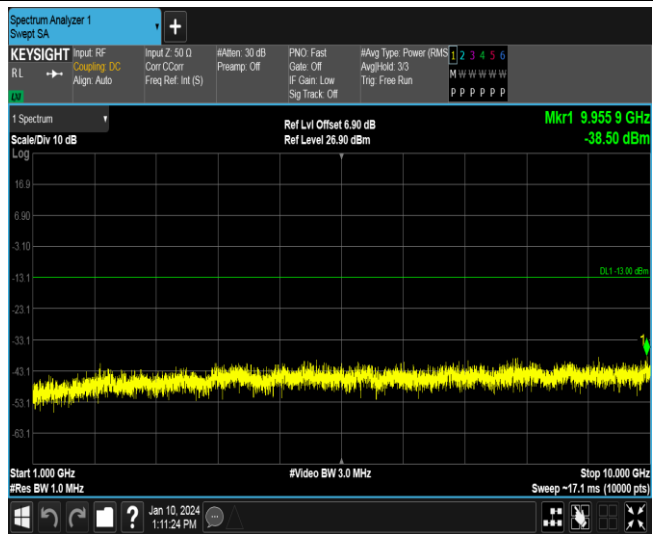 Spectrum Analyzer 1
Swept SA
+
KEYSIGHT
RL
Input: RF
Coupling: DC
Align: Auto
Input Z: 50 Ω
Corr CCorr
Freq Ref: Int (S)
#Atten: 30 dB
Preamp: Off
PNO: Fast
Gate: Off
IF Gain: Low
Sig Track: Off
#Avg Type: Power (RMS
Avg|Hold: 3/3
Trig: Free Run
1 2 3 4 5 6
M W W W W W
P P P P P P
1 Spectrum
Scale/Div 10 dB
Log
Ref Lvl Offset 6.90 dB
Ref Level 26.90 dBm
Mkr1 9.955 9 GHz
-38.50 dBm
16.9
6.90
-3.10
-13.1
-23.1
-33.1
-43.1
-53.1
-63.1
DL1 -13.00 dBm
1
Start 1.000 GHz
#Res BW 1.0 MHz
#Video BW 3.0 MHz
Stop 10.000 GHz
Sweep ~17.1 ms (10000 pts)
?
Jan 10, 2024
1:11:24 PM